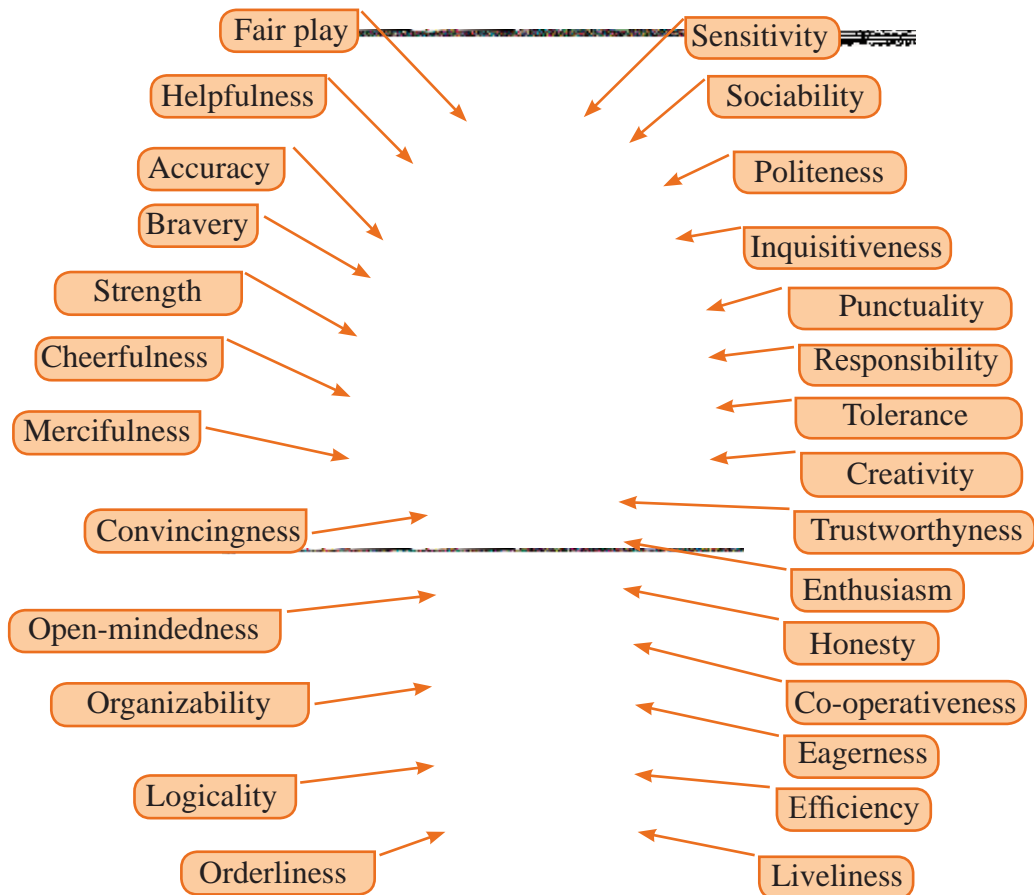 Fair play
Helpfulness
Accuracy
Bravery
Strength
Cheerfulness
Mercifulness
Convincingness
Open-mindedness
Organizability
Logicality
Orderliness
Sensitivity
Sociability
Politeness
Inquisitiveness
Punctuality
Responsibility
Tolerance
Creativity
Trustworthyness
Enthusiasm
Honesty
Co-operativeness
Eagerness
Efficiency
Liveliness